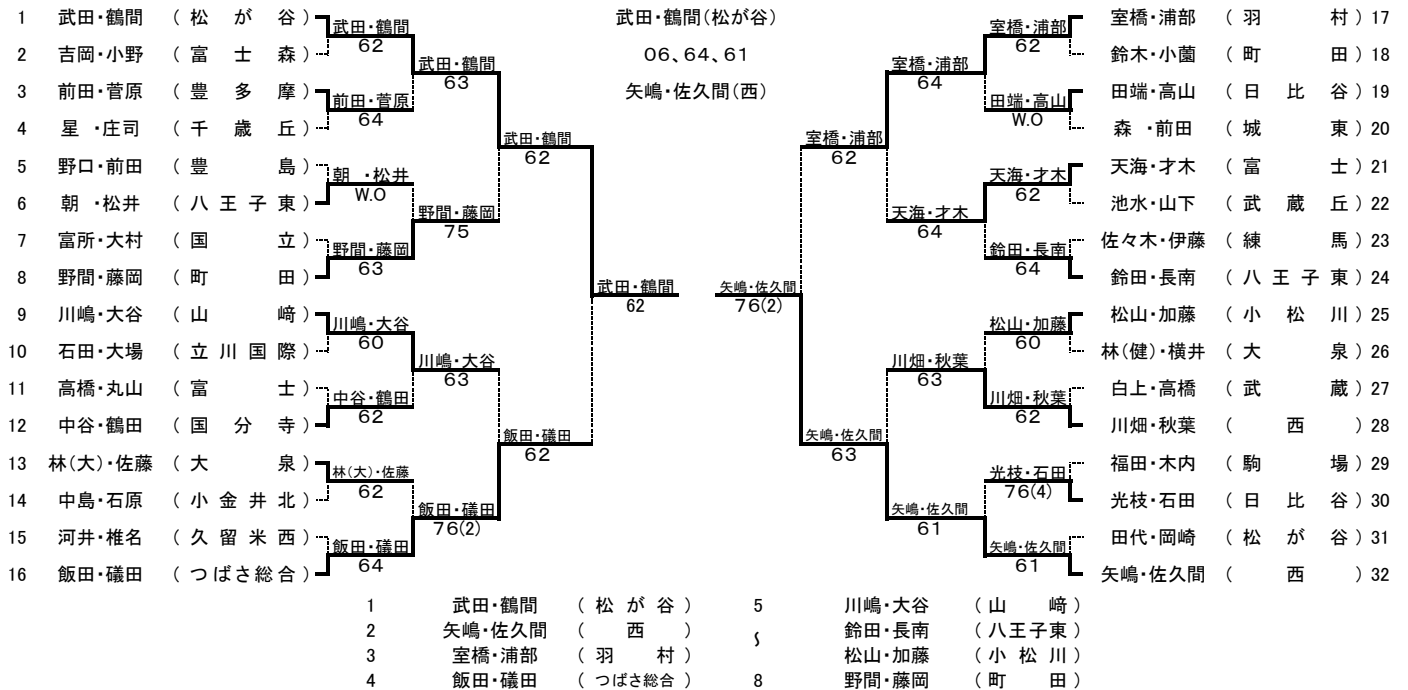 1 武田・鶴間 (松が谷)
2 吉岡・小野 (富士森)
3 前田・菅原 (豊多摩)
4 星・庄司 (千歳丘)
5 野口・前田 (豊島)
6 朝・松井 (八王子東)
7 富所・大村 (国立)
8 野間・藤岡 (町田)
9 川嶋・大谷 (山﨑)
10 石田・大場 (立川国際)
11 高橋・丸山 (富士)
12 中谷・鶴田 (国分寺)
13 林(大)・佐藤 (大泉)
14 中島・石原 (小金井北)
15 河井・椎名 (久留米西)
16 飯田・礒田 (つばさ総合)
武田・鶴間
62
前田・菅原
64
朝・松井
W.O
野間・藤岡
63
川嶋・大谷
60
中谷・鶴田
62
林(大)・佐藤
62
飯田・礒田
64
武田・鶴間
63
野間・藤岡
75
川嶋・大谷
63
飯田・礒田
76(2)
武田・鶴間
62
飯田・礒田
62
武田・鶴間
62
武田・鶴間(松が谷)
06、64、61
矢嶋・佐久間(西)
矢嶋・佐久間
76(2)
室橋・浦部
62
矢嶋・佐久間
63
室橋・浦部
64
天海・才木
64
川畑・秋葉
63
矢嶋・佐久間
61
室橋・浦部
62
田端・高山
W.O
天海・才木
62
鈴田・長南
64
松山・加藤
60
川畑・秋葉
62
光枝・石田
76(4)
矢嶋・佐久間
61
室橋・浦部 (羽村) 17
鈴木・小薗 (町田) 18
田端・高山 (日比谷) 19
森・前田 (城東) 20
天海・才木 (富士) 21
池水・山下 (武蔵丘) 22
佐々木・伊藤 (練馬) 23
鈴田・長南 (八王子東) 24
松山・加藤 (小松川) 25
林(健)・横井 (大泉) 26
白上・高橋 (武蔵) 27
川畑・秋葉 (西) 28
福田・木内 (駒場) 29
光枝・石田 (日比谷) 30
田代・岡崎 (松が谷) 31
矢嶋・佐久間 (西) 32
1 武田・鶴間 (松が谷) 5 川嶋・大谷 (山﨑)
2 矢嶋・佐久間 (西) ~ 鈴田・長南 (八王子東)
3 室橋・浦部 (羽村) 松山・加藤 (小松川)
4 飯田・礒田 (つばさ総合) 8 野間・藤岡 (町田)